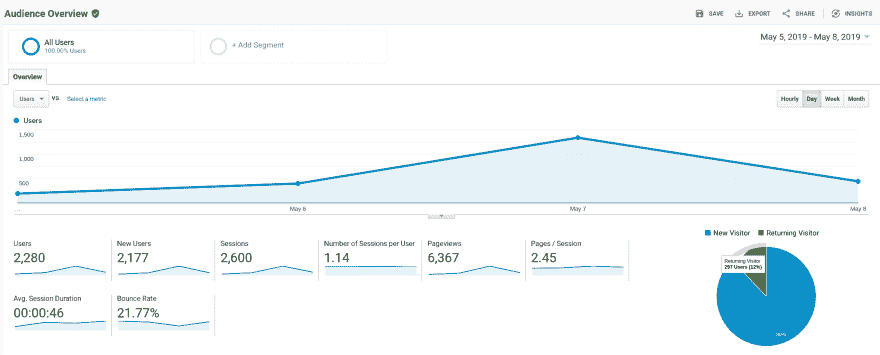 Audience Overview
SAVE EXPORT SHARE INSIGHTS
All Users
100.00% Users
+ Add Segment
May 5, 2019 - May 8, 2019
Overview
Users vs. Select a metric
Hourly Day Week Month
Users
1,500
1,000
500
... May 6 May 7 May 8
New Visitor Returning Visitor
Users New Users Sessions Number of Sessions per User Pageviews Pages / Session
2,280 2,177 2,600 1.14 6,367 2.45
Returning Visitor
297 Users (12%)
Avg. Session Duration Bounce Rate
00:00:46 21.77%